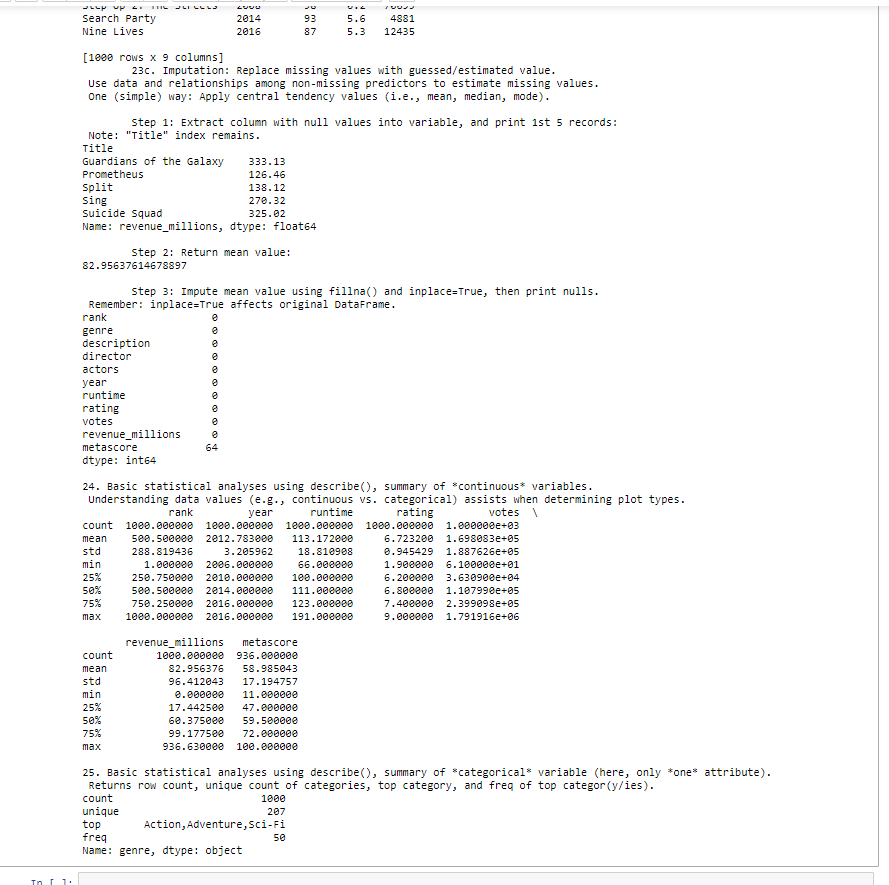 Search Party 2014 93 5.6 4881
Nine Lives 2016 87 5.3 12435
[1000 rows x 9 columns]
23c. Imputation: Replace missing values with guessed/estimated value.
Use data and relationships among non-missing predictors to estimate missing values.
One (simple) way: Apply central tendency values (i.e., mean, median, mode).
Step 1: Extract column with null values into variable, and print 1st 5 records:
Note: "Title" index remains.
Title
Guardians of the Galaxy 333.13
Prometheus 126.46
Split 138.12
Sing 270.32
Suicide Squad 325.02
Name: revenue_millions, dtype: float64
Step 2: Return mean value:
82.95637614678897
Step 3: Impute mean value using fillna() and inplace=True, then print nulls.
Remember: inplace=True affects original DataFrame.
rank 0
genre 0
description 0
director 0
actors 0
year 0
runtime 0
rating 0
votes 0
revenue_millions 0
metascore 64
dtype: int64
24. Basic statistical analyses using describe(), summary of *continuous* variables.
Understanding data values (e.g., continuous vs. categorical) assists when determining plot types.
rank year runtime rating votes \
count 1000.000000 1000.000000 1000.000000 1000.000000 1.000000e+03
mean 500.500000 2012.783000 113.172000 6.723200 1.698083e+05
std 288.819436 3.205962 18.810908 0.945429 1.887626e+05
min 1.000000 2006.000000 66.000000 1.900000 6.100000e+01
25% 250.750000 2010.000000 100.000000 6.200000 3.630900e+04
50% 500.500000 2014.000000 111.000000 6.800000 1.107990e+05
75% 750.250000 2016.000000 123.000000 7.400000 2.399098e+05
max 1000.000000 2016.000000 191.000000 9.000000 1.791916e+06
revenue_millions metascore
count 1000.000000 936.000000
mean 82.956376 58.985043
std 96.412043 17.194757
min 0.000000 11.000000
25% 17.442500 47.000000
50% 60.375000 59.500000
75% 99.177500 72.000000
max 936.630000 100.000000
25. Basic statistical analyses using describe(), summary of *categorical* variable (here, only *one* attribute).
Returns row count, unique count of categories, top category, and freq of top categor(y/ies).
count 1000
unique 207
top Action,Adventure,Sci-Fi
freq 50
Name: genre, dtype: object
In [ ]: